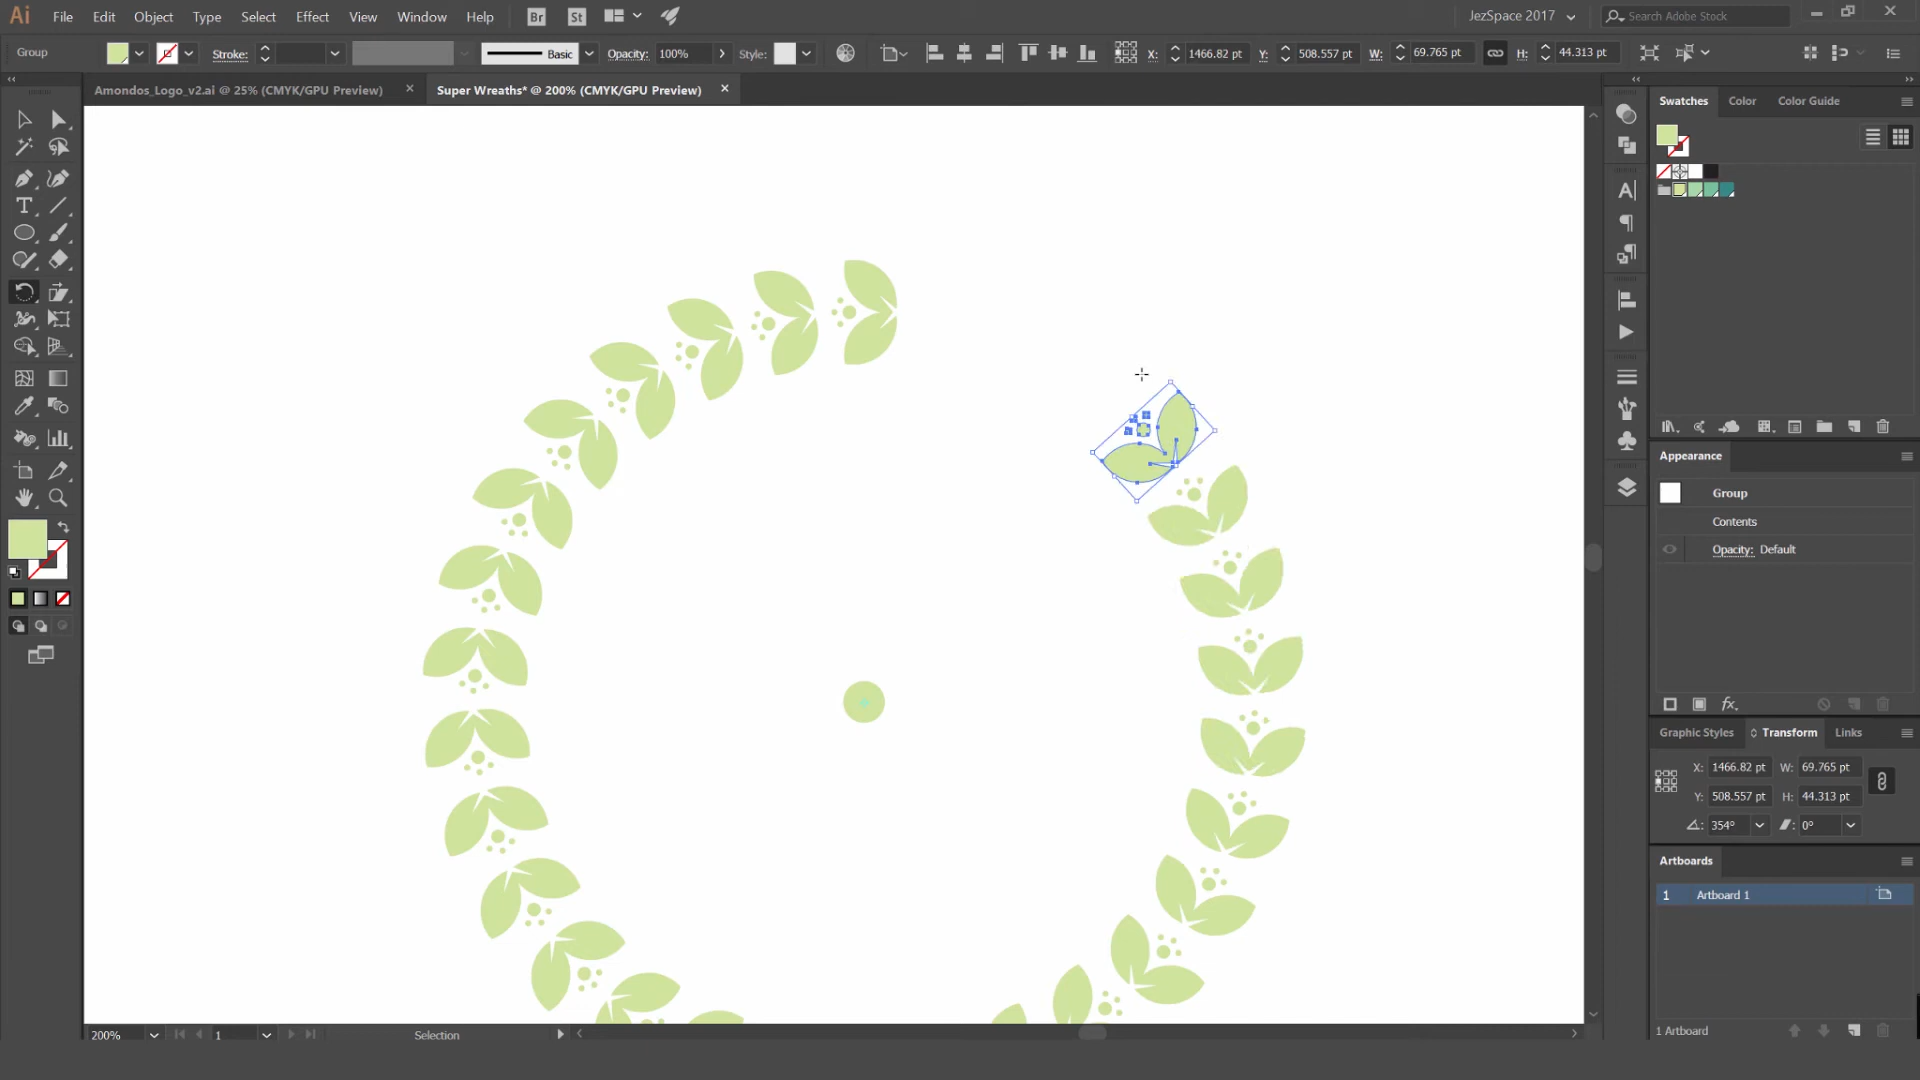 Ai File Edit Object Type Select Effect View Window Help Br St JezSpace 2017 Search Adobe Stock
Group Stroke: Basic Opacity: 100% Style: X: 1466.82 pt Y: 508.557 pt W: 69.765 pt H: 44.313 pt
Amondos_Logo_v2.ai @ 25% (CMYK/GPU Preview) Super Wreaths* @ 200% (CMYK/GPU Preview)
Swatches Color Color Guide
Appearance
Group
Contents
Opacity: Default
fx.
Graphic Styles Transform Links
X: 1466.82 pt W: 69.765 pt
Y: 508.557 pt H: 44.313 pt
354° 0°
Artboards
1 Artboard 1
1 Artboard
200% 1 Selection